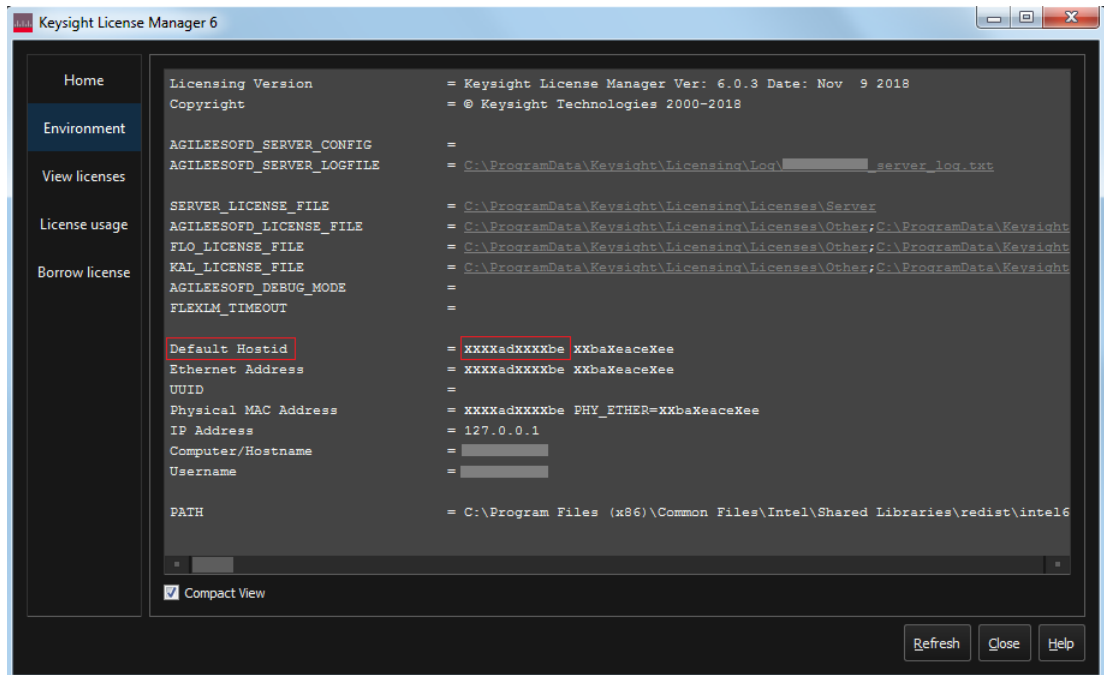 Keysight License Manager 6
Home
Environment
View licenses
License usage
Borrow license
Licensing Version = Keysight License Manager Ver: 6.0.3 Date: Nov 9 2018
Copyright = © Keysight Technologies 2000-2018
AGILEESOFD_SERVER_CONFIG =
AGILEESOFD_SERVER_LOGFILE = C:\ProgramData\Keysight\Licensing\Log\ _server_log.txt
SERVER_LICENSE_FILE = C:\ProgramData\Keysight\Licensing\Licenses\Server
AGILEESOFD_LICENSE_FILE = C:\ProgramData\Keysight\Licensing\Licenses\Other;C:\ProgramData\Keysight
FLO_LICENSE_FILE = C:\ProgramData\Keysight\Licensing\Licenses\Other;C:\ProgramData\Keysight
KAL_LICENSE_FILE = C:\ProgramData\Keysight\Licensing\Licenses\Other;C:\ProgramData\Keysight
AGILEESOFD_DEBUG_MODE =
FLEXLM_TIMEOUT =
Default Hostid = XXXXadXXXXbe XXbaXeaceXee
Ethernet Address = XXXXadXXXXbe XXbaXeaceXee
UUID =
Physical MAC Address = XXXXadXXXXbe PHY_ETHER=XXbaXeaceXee
IP Address = 127.0.0.1
Computer/Hostname =
Username =
PATH = C:\Program Files (x86)\Common Files\Intel\Shared Libraries\redist\intel6
Compact View
Refresh
Close
Help